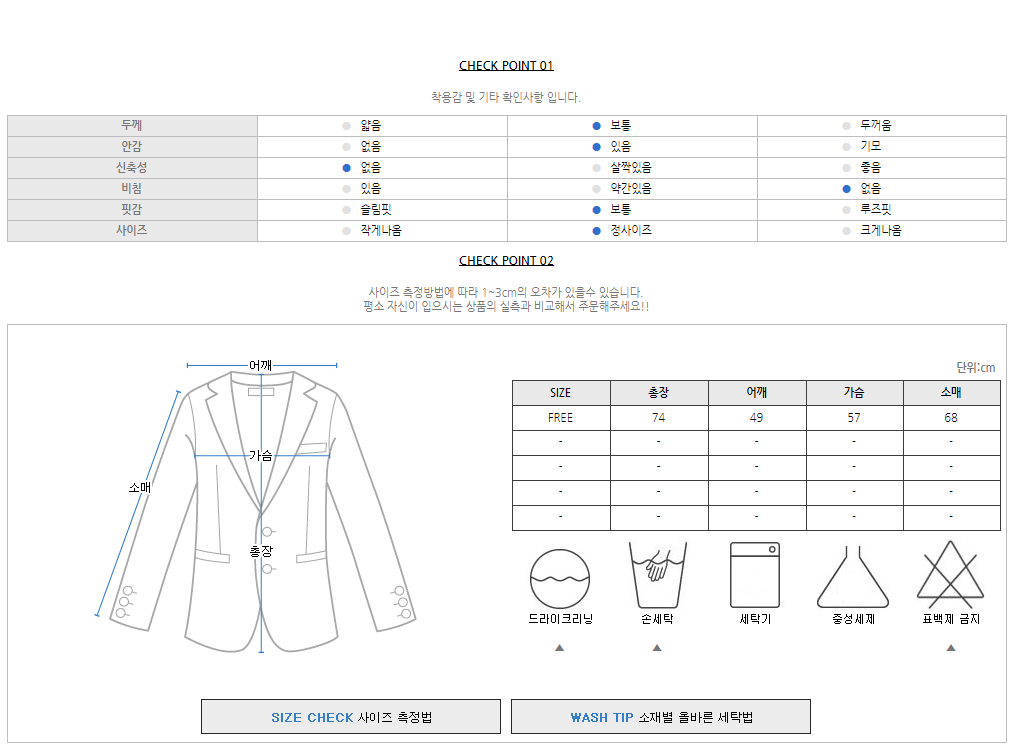 CHECK POINT 01
착용감 및 기타 확인사항 입니다.
두께 얇음 보통 두꺼움
안감 없음 있음 기모
신축성 없음 살짝있음 좋음
비침 있음 약간있음 없음
핏감 슬림핏 보통 루즈핏
사이즈 작게나옴 정사이즈 크게나옴
CHECK POINT 02
사이즈 측정방법에 따라 1~3cm의 오차가 있을수 있습니다.
평소 자신이 입으시는 상품의 실측과 비교해서 주문해주세요!!
어깨
가슴
소매
총장
단위:cm
SIZE 총장 어깨 가슴 소매
FREE 74 49 57 68
- - - - -
- - - - -
- - - - -
- - - - -
드라이크리닝 손세탁 세탁기 중성세제 표백제 금지
SIZE CHECK 사이즈 측정법
WASH TIP 소재별 올바른 세탁법